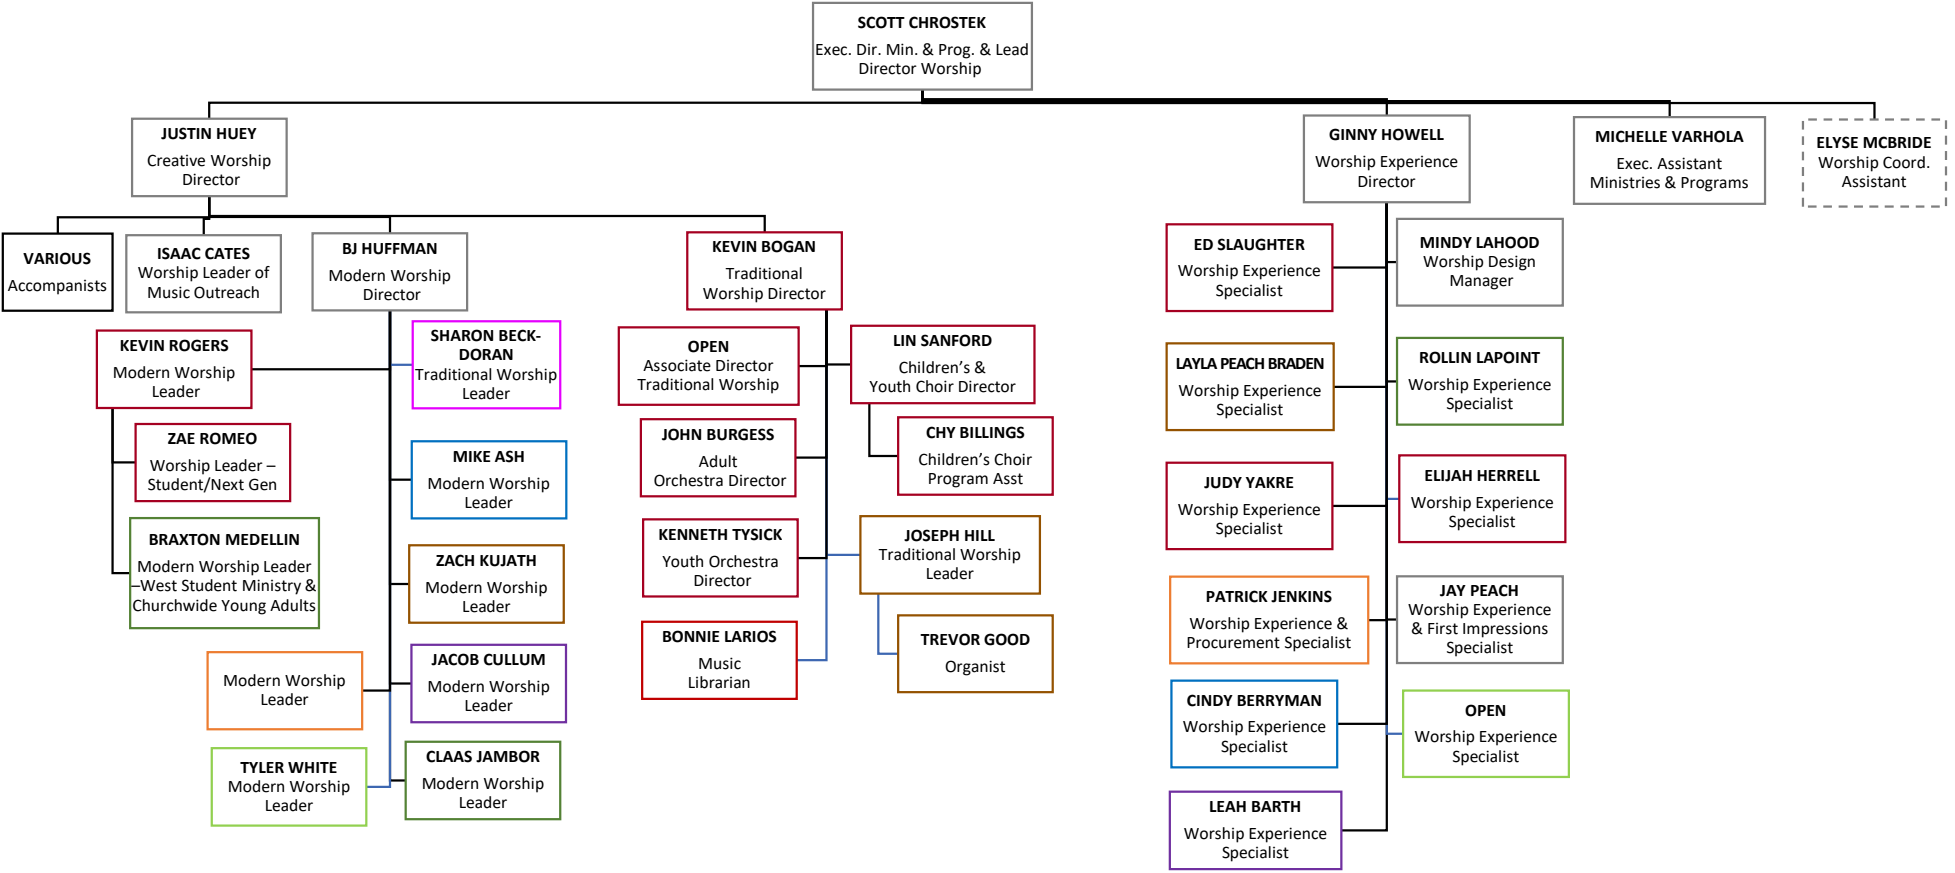 SCOTT CHROSTEK
Exec. Dir. Min. & Prog. & Lead
Director Worship
JUSTIN HUEY
Creative Worship
Director
GINNY HOWELL
Worship Experience
Director
MICHELLE VARHOLA
Exec. Assistant
Ministries & Programs
ELYSE MCBRIDE
Worship Coord.
Assistant
VARIOUS
Accompanists
ISAAC CATES
Worship Leader of
Music Outreach
BJ HUFFMAN
Modern Worship
Director
KEVIN BOGAN
Traditional
Worship Director
KEVIN ROGERS
Modern Worship
Leader
SHARON BECK-
DORAN
Traditional Worship
Leader
ZAE ROMEO
Worship Leader –
Student/Next Gen
MIKE ASH
Modern Worship
Leader
BRAXTON MEDELLIN
Modern Worship Leader
–West Student Ministry &
Churchwide Young Adults
ZACH KUJATH
Modern Worship
Leader
Modern Worship
Leader
JACOB CULLUM
Modern Worship
Leader
TYLER WHITE
Modern Worship
Leader
CLAAS JAMBOR
Modern Worship
Leader
OPEN
Associate Director
Traditional Worship
LIN SANFORD
Children’s &
Youth Choir Director
JOHN BURGESS
Adult
Orchestra Director
CHY BILLINGS
Children’s Choir
Program Asst
KENNETH TYSICK
Youth Orchestra
Director
JOSEPH HILL
Traditional Worship
Leader
BONNIE LARIOS
Music
Librarian
TREVOR GOOD
Organist
ED SLAUGHTER
Worship Experience
Specialist
MINDY LAHOOD
Worship Design
Manager
LAYLA PEACH BRADEN
Worship Experience
Specialist
ROLLIN LAPOINT
Worship Experience
Specialist
JUDY YAKRE
Worship Experience
Specialist
ELIJAH HERRELL
Worship Experience
Specialist
PATRICK JENKINS
Worship Experience &
Procurement Specialist
JAY PEACH
Worship Experience
& First Impressions
Specialist
CINDY BERRYMAN
Worship Experience
Specialist
OPEN
Worship Experience
Specialist
LEAH BARTH
Worship Experience
Specialist